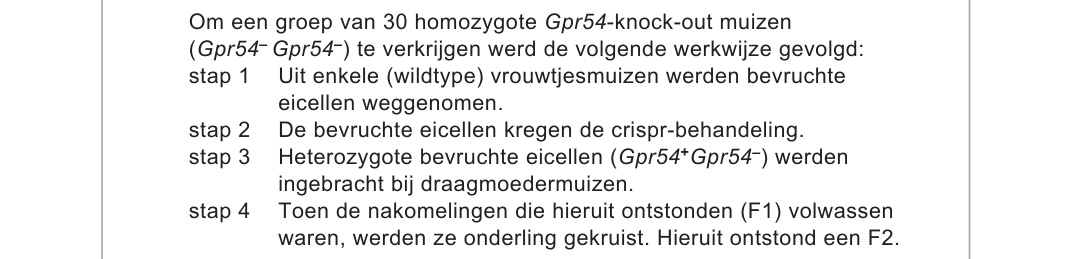 Om een groep van 30 homozygote Gpr54-knock-out muizen
(Gpr54⁻ Gpr54⁻) te verkrijgen werd de volgende werkwijze gevolgd:
stap 1 Uit enkele (wildtype) vrouwtjesmuizen werden bevruchte
eicellen weggenomen.
stap 2 De bevruchte eicellen kregen de crispr-behandeling.
stap 3 Heterozygote bevruchte eicellen (Gpr54⁺Gpr54⁻) werden
ingebracht bij draagmoedermuizen.
stap 4 Toen de nakomelingen die hieruit ontstonden (F1) volwassen
waren, werden ze onderling gekruist. Hieruit ontstond een F2.